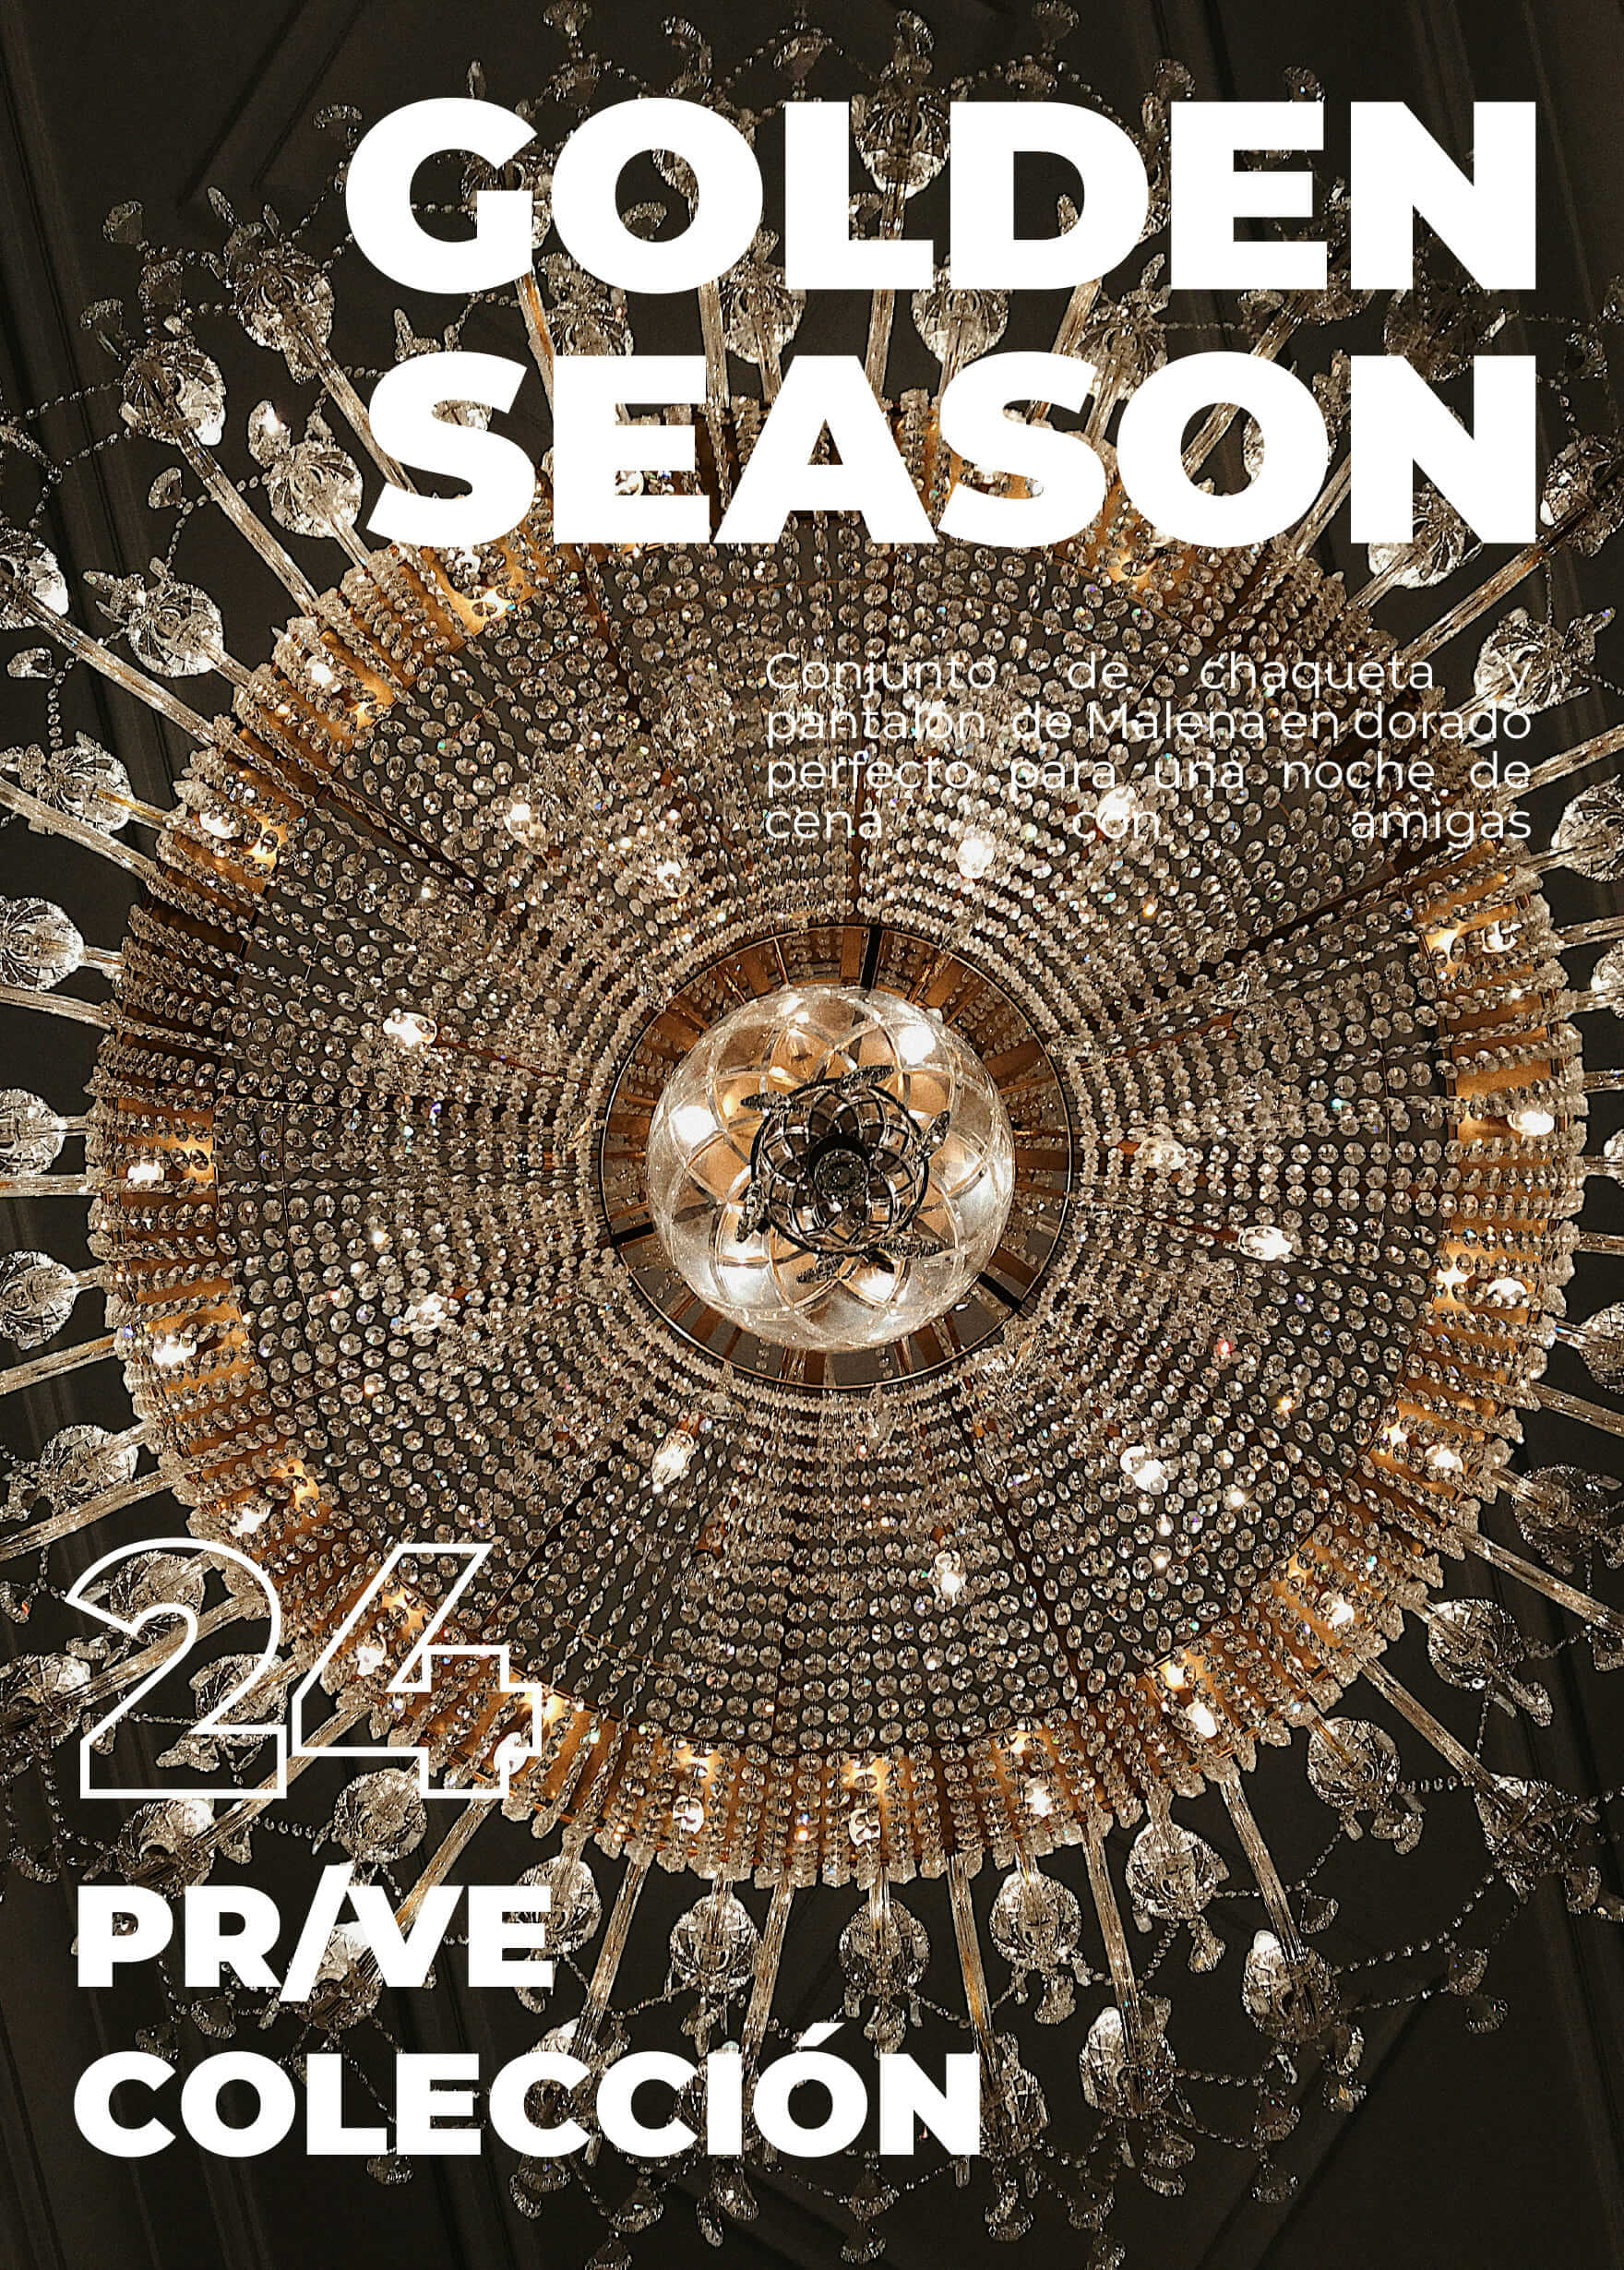 GOLDEN
SEASON
Conjunto de chaqueta y
pantalón de Malena en dorado
perfecto para una noche de
cena con amigas
24
PR/VE
COLECCIÓN